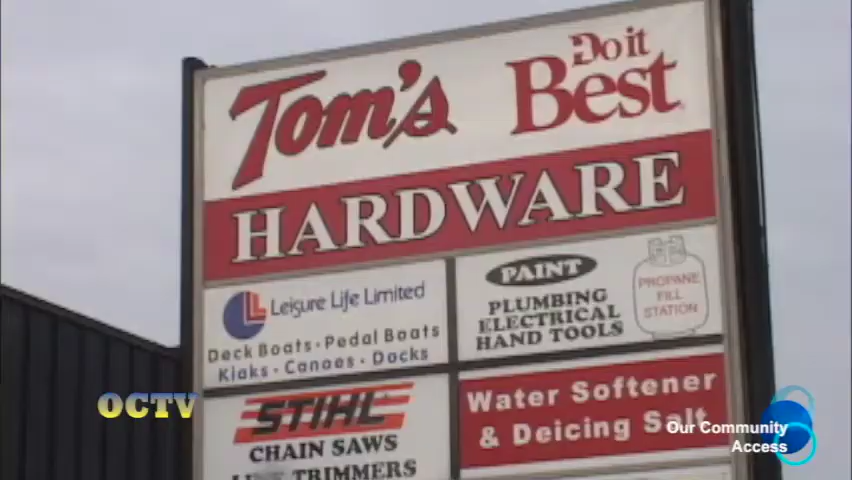 Tom's
Do it
Best
HARDWARE
Leisure Life Limited
Deck Boats · Pedal Boats
Kiaks · Canoes · Docks
PAINT
PLUMBING
ELECTRICAL
HAND TOOLS
PROPANE
FILL
STATION
STIHL
CHAIN SAWS
TRIMMERS
Water Softener
& Deicing Salt
OCTV
Our Community
Access